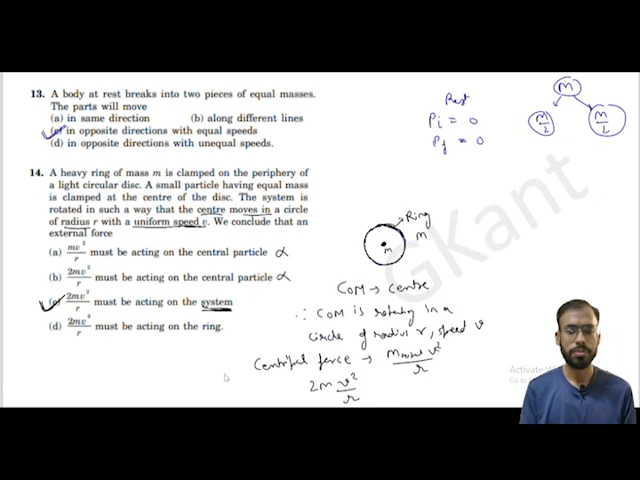 13. A body at rest breaks into two pieces of equal masses.
The parts will move
(a) in same direction (b) along different lines
(c) in opposite directions with equal speeds
(d) in opposite directions with unequal speeds.
14. A heavy ring of mass m is clamped on the periphery of
a light circular disc. A small particle having equal mass
is clamped at the centre of the disc. The system is
rotated in such a way that the centre moves in a circle
of radius r with a uniform speed v. We conclude that an
external force
(a) mv²/r must be acting on the central particle
(b) 2mv²/r must be acting on the central particle
(c) 2mv²/r must be acting on the system
(d) 2mv²/r must be acting on the ring.
Rest
Pi = 0
Pf = 0
m
m/2
m/2
Ring
m
m
COM → centre
∴ COM is rotating in a
circle of radius r, speed v
Centripal force → m total v²/r
2m v²/r
GKant
Activate
Go to